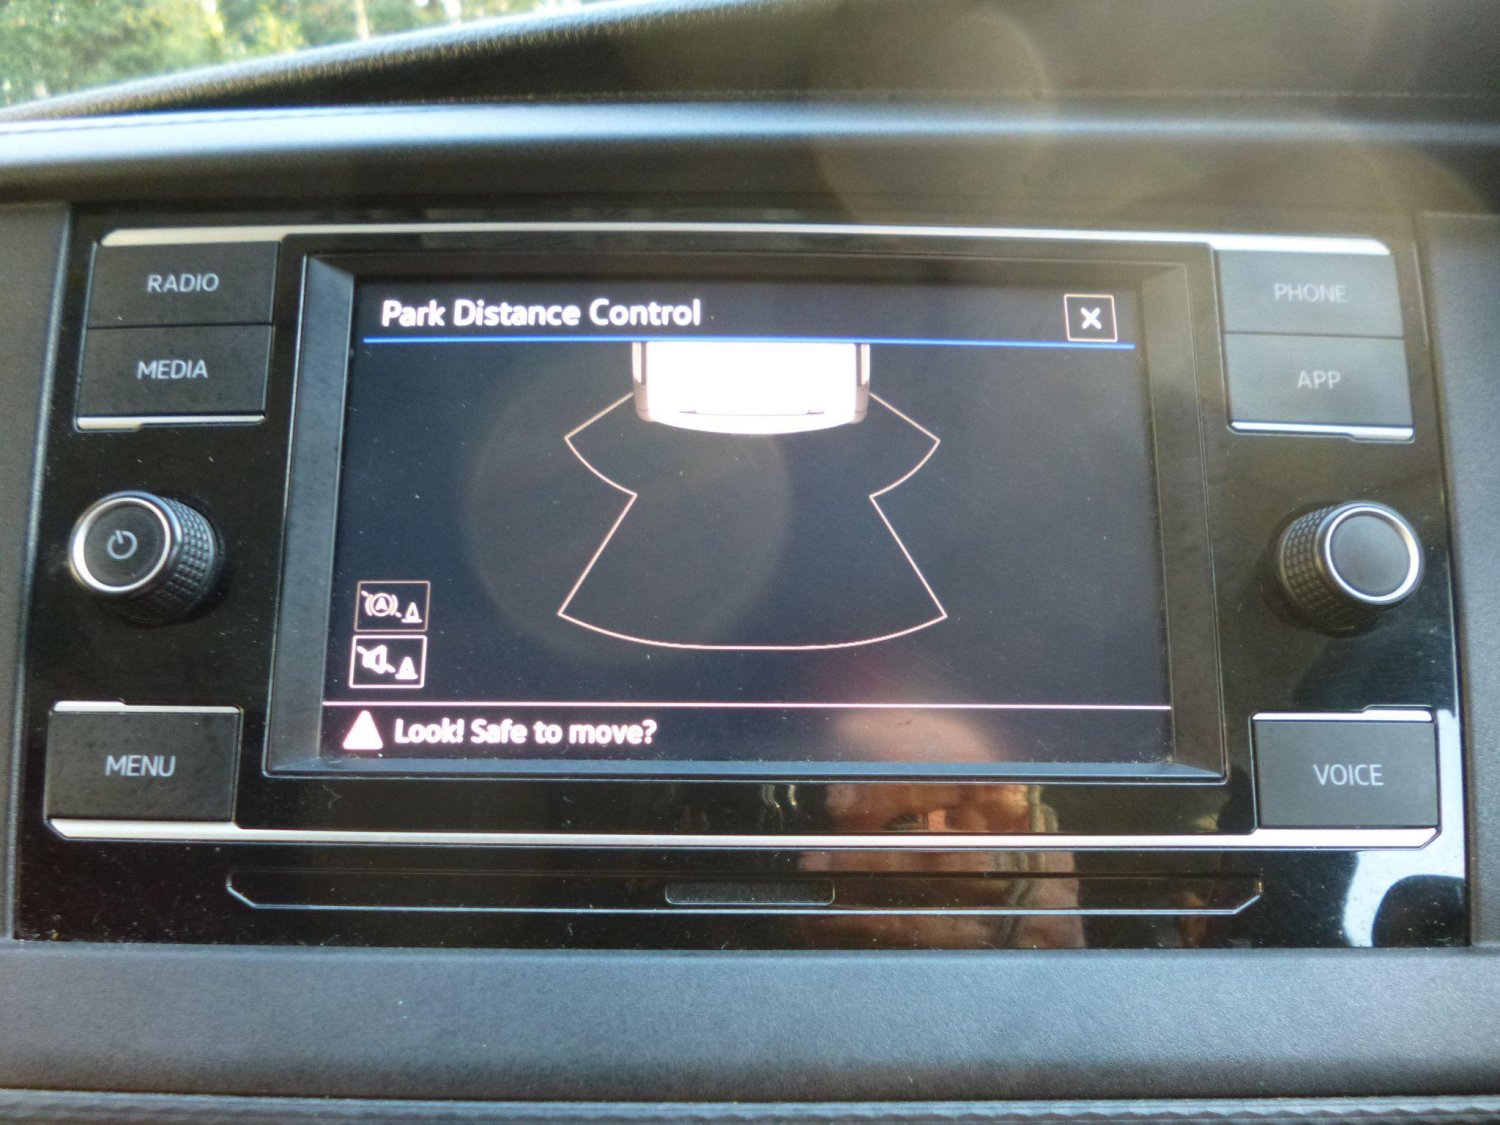 Park Distance Control
X
RADIO
MEDIA
PHONE
APP
A
Look! Safe to move?
MENU
VOICE